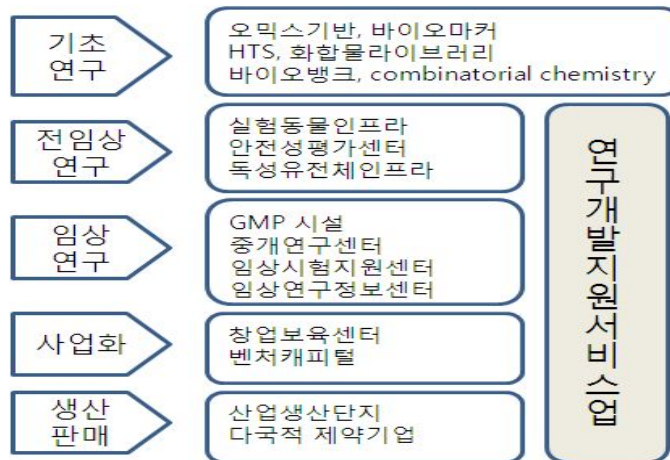 기초
연구
오믹스기반, 바이오마커
HTS, 화합물라이브러리
바이오뱅크, combinatorial chemistry
전임상
연구
실험동물인프라
안전성평가센터
독성유전체인프라
임상
연구
GMP 시설
중개연구센터
임상시험지원센터
임상연구정보센터
사업화
창업보육센터
벤처캐피털
생산
판매
산업생산단지
다국적 제약기업
연구개발지원서비스업